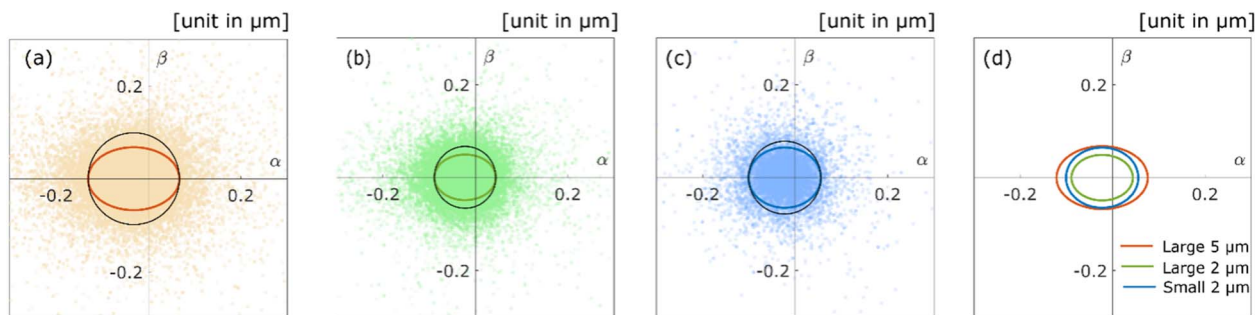 [unit in μm] [unit in μm] [unit in μm] [unit in μm]
(a) β (b) β (c) β (d) β
0.2 0.2 0.2 0.2
α α α α
-0.2 0.2 -0.2 0.2 -0.2 0.2 -0.2 0.2
Large 5 μm
-0.2 -0.2 -0.2 -0.2 Large 2 μm
Small 2 μm